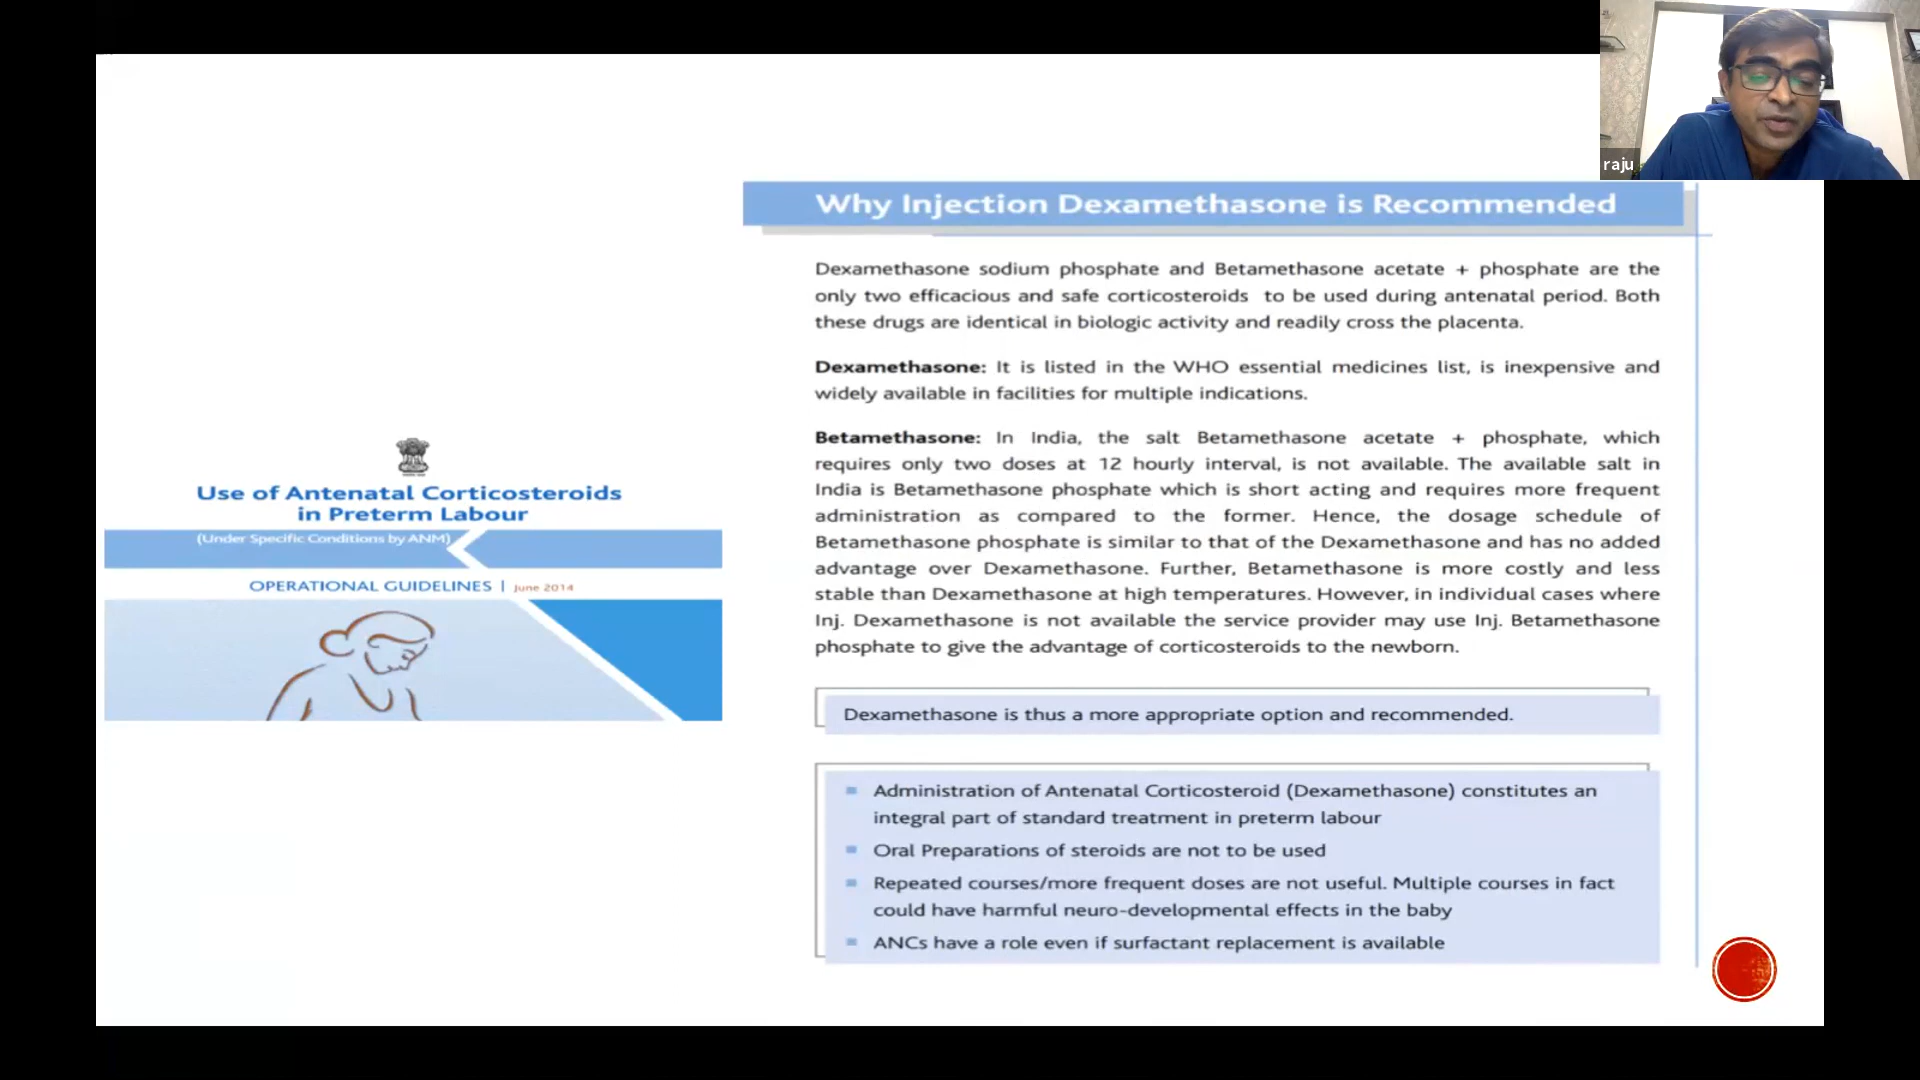 raju
Why Injection Dexamethasone is Recommended
Dexamethasone sodium phosphate and Betamethasone acetate + phosphate are the
only two efficacious and safe corticosteroids to be used during antenatal period. Both
these drugs are identical in biologic activity and readily cross the placenta.
Dexamethasone: It is listed in the WHO essential medicines list, is inexpensive and
widely available in facilities for multiple indications.
Betamethasone: In India, the salt Betamethasone acetate + phosphate, which
requires only two doses at 12 hourly interval, is not available. The available salt in
India is Betamethasone phosphate which is short acting and requires more frequent
administration as compared to the former. Hence, the dosage schedule of
Betamethasone phosphate is similar to that of the Dexamethasone and has no added
advantage over Dexamethasone. Further, Betamethasone is more costly and less
stable than Dexamethasone at high temperatures. However, in individual cases where
Inj. Dexamethasone is not available the service provider may use Inj. Betamethasone
phosphate to give the advantage of corticosteroids to the newborn.
Dexamethasone is thus a more appropriate option and recommended.
Administration of Antenatal Corticosteroid (Dexamethasone) constitutes an
integral part of standard treatment in preterm labour
Oral Preparations of steroids are not to be used
Repeated courses/more frequent doses are not useful. Multiple courses in fact
could have harmful neuro-developmental effects in the baby
ANCs have a role even if surfactant replacement is available
Use of Antenatal Corticosteroids
in Preterm Labour
(Under Specific Conditions by ANM)
OPERATIONAL GUIDELINES | June 2014